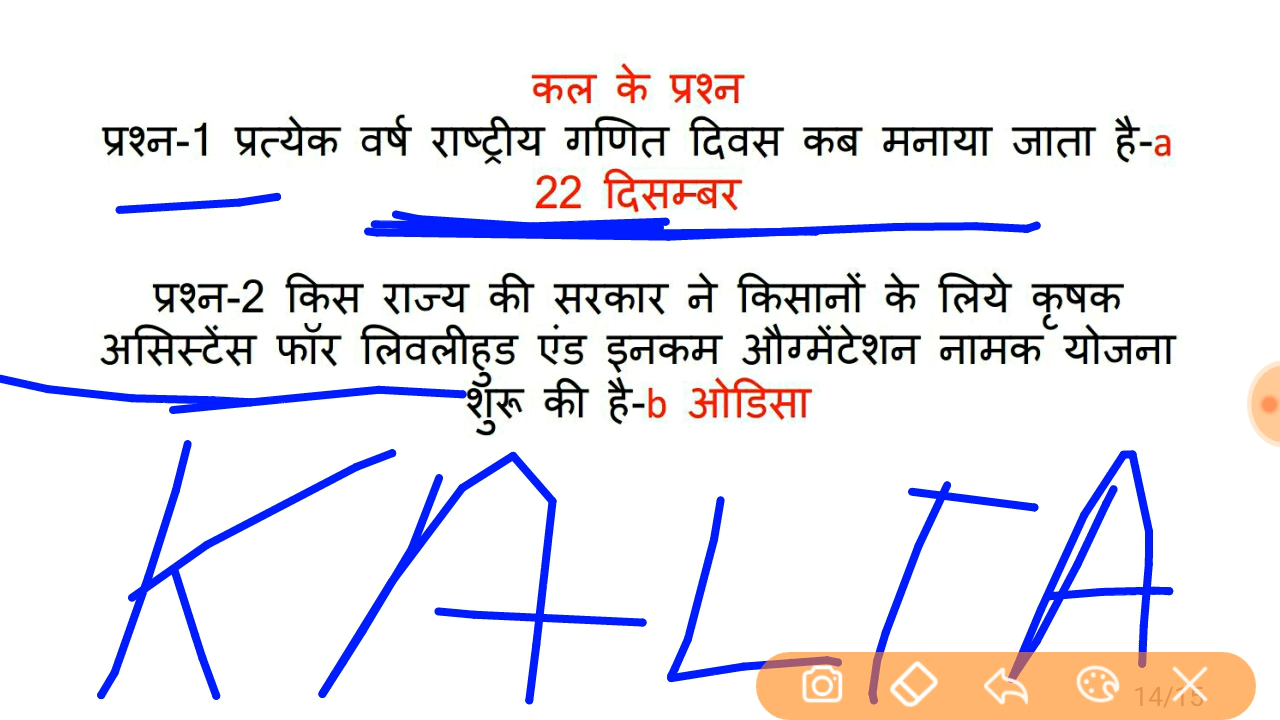 कल के प्रश्न
प्रश्न-1 प्रत्येक वर्ष राष्ट्रीय गणित दिवस कब मनाया जाता है-a
22 दिसम्बर
प्रश्न-2 किस राज्य की सरकार ने किसानों के लिये कृषक
असिस्टेंस फॉर लिवलीहुड एंड इनकम औग्मेंटेशन नामक योजना
शुरू की है-b ओडिसा
KALIA
14/15